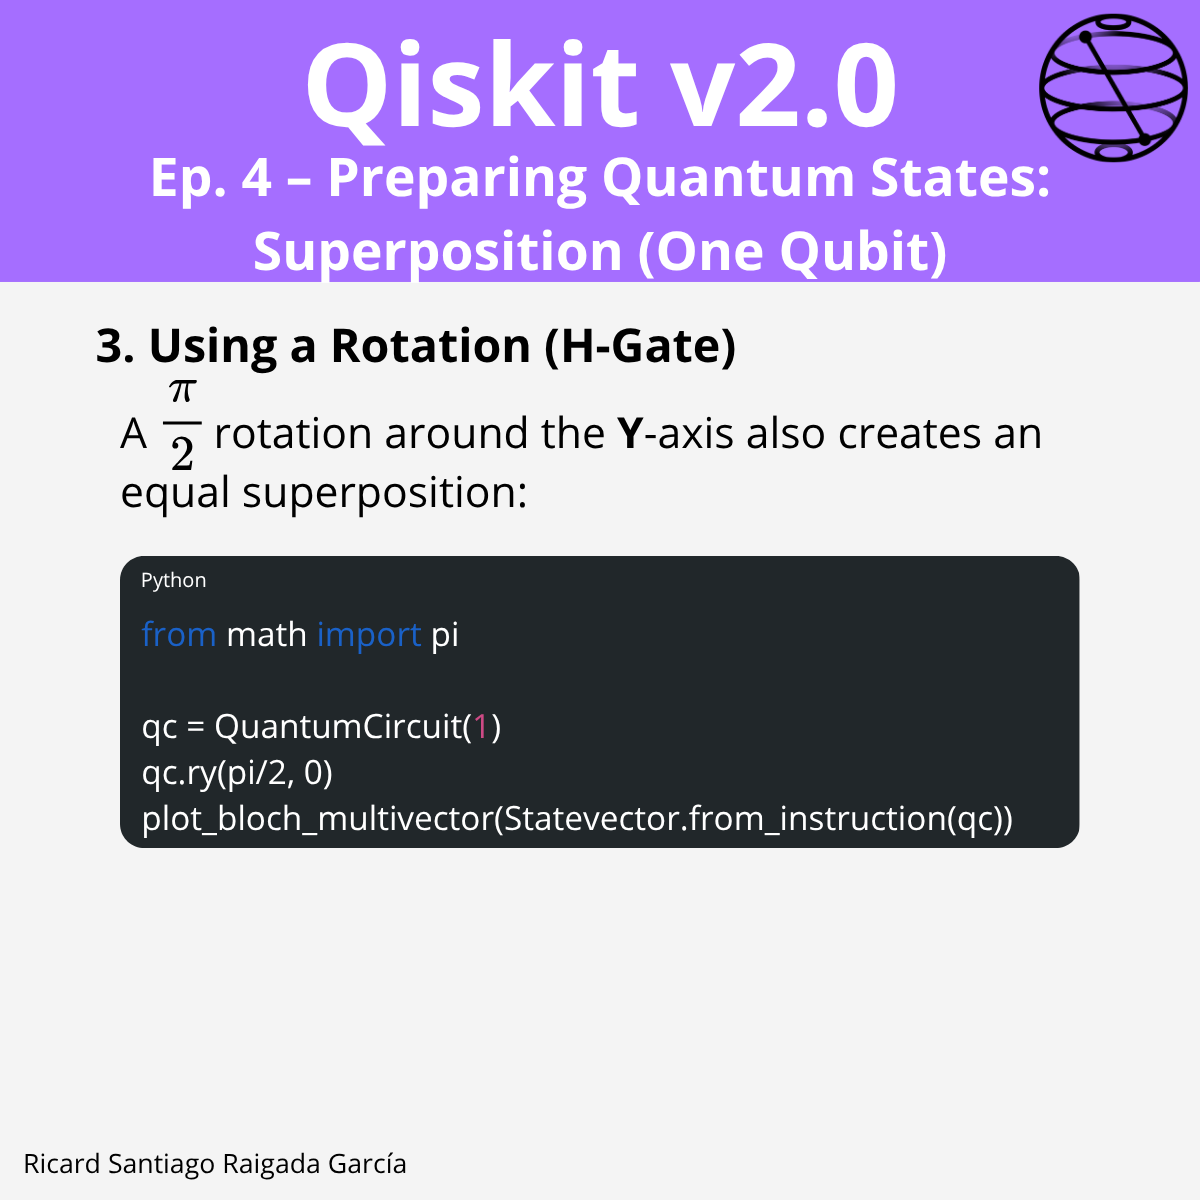 Qiskit v2.0
Ep. 4 – Preparing Quantum States:
Superposition (One Qubit)
3. Using a Rotation (H-Gate)
A π/2 rotation around the Y-axis also creates an
equal superposition:
Python
from math import pi
qc = QuantumCircuit(1)
qc.ry(pi/2, 0)
plot_bloch_multivector(Statevector.from_instruction(qc))
Ricard Santiago Raigada García